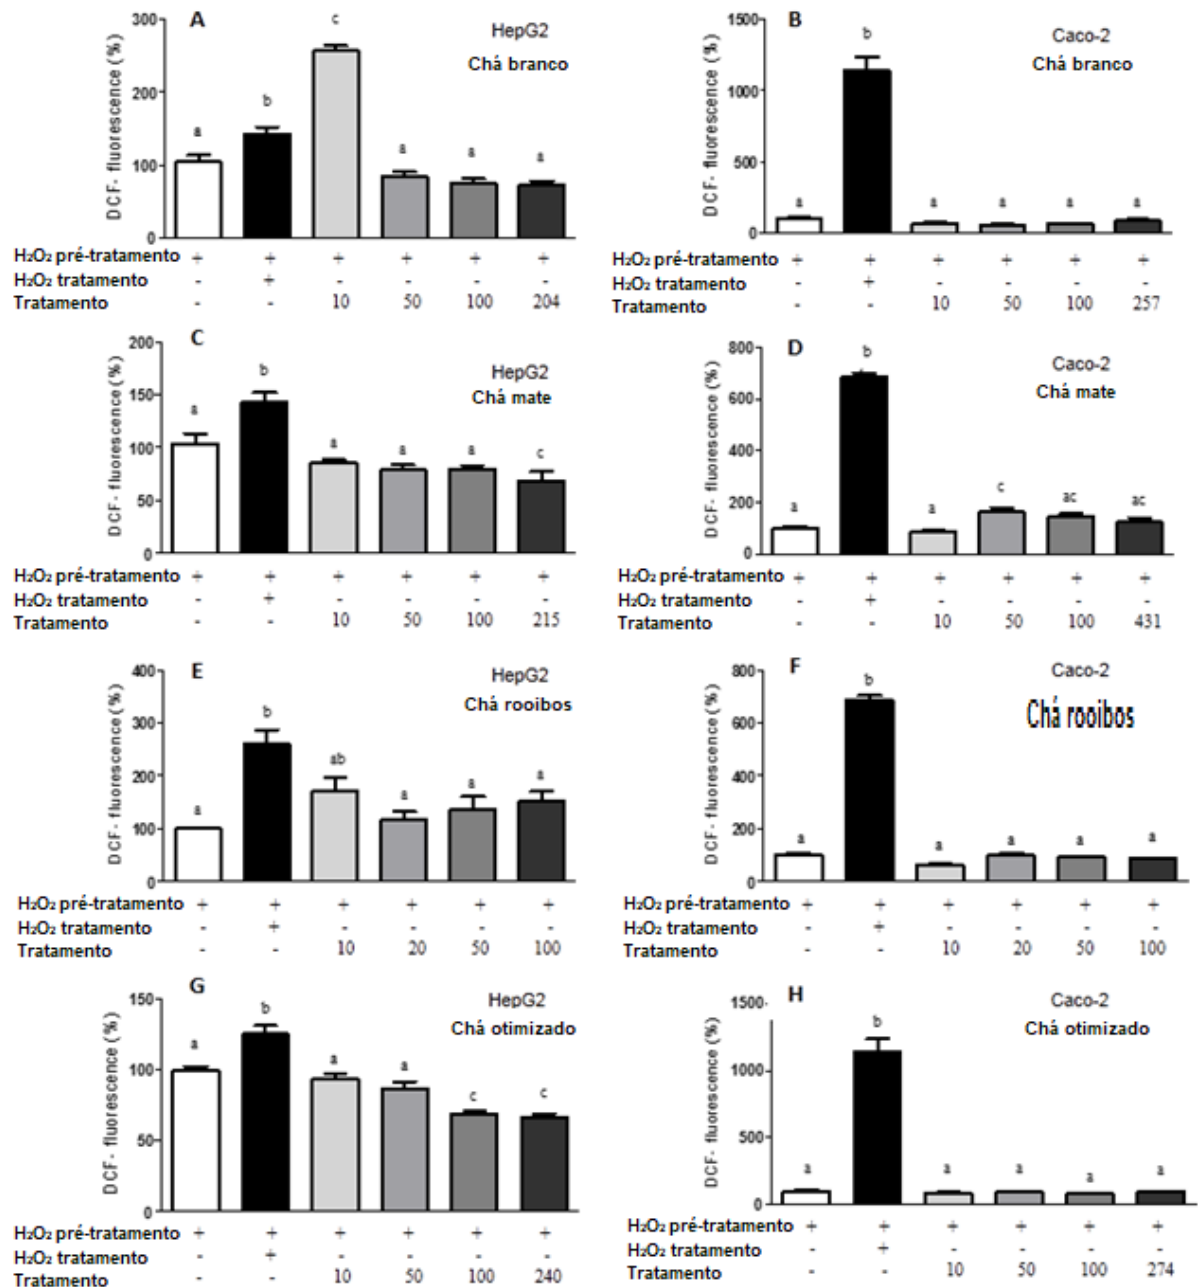 A
HepG2
Chá branco
DCF- fluorescence (%)
300
200
100
0
a
b
c
a
a
a
H₂O₂ pré-tratamento + + + + + +
H₂O₂ tratamento - + - - - -
Tratamento - - 10 50 100 204
B
Caco-2
Chá branco
DCF- fluorescence (%)
1500
1000
500
0
a
b
a
a
a
a
H₂O₂ pré-tratamento + + + + + +
H₂O₂ tratamento - + - - - -
Tratamento - - 10 50 100 257
C
HepG2
Chá mate
DCF- fluorescence (%)
200
150
100
50
0
a
b
a
a
a
c
H₂O₂ pré-tratamento + + + + + +
H₂O₂ tratamento - + - - - -
Tratamento - - 10 50 100 215
D
Caco-2
Chá mate
DCF- fluorescence (%)
800
600
400
200
0
a
b
a
c
ac
ac
H₂O₂ pré-tratamento + + + + + +
H₂O₂ tratamento - + - - - -
Tratamento - - 10 50 100 431
E
HepG2
Chá rooibos
DCF- fluorescence (%)
400
300
200
100
0
a
b
ab
a
a
a
H₂O₂ pré-tratamento + + + + + +
H₂O₂ tratamento - + - - - -
Tratamento - - 10 20 50 100
F
Caco-2
Chá rooibos
DCF- fluorescence (%)
800
600
400
200
0
a
b
a
a
a
a
H₂O₂ pré-tratamento + + + + + +
H₂O₂ tratamento - + - - - -
Tratamento - - 10 20 50 100
G
HepG2
Chá otimizado
DCF- fluorescence (%)
150
100
50
0
a
b
a
a
c
c
H₂O₂ pré-tratamento + + + + + +
H₂O₂ tratamento - + - - - -
Tratamento - - 10 50 100 240
H
Caco-2
Chá otimizado
DCF- fluorescence (%)
1500
1000
500
0
a
b
a
a
a
a
H₂O₂ pré-tratamento + + + + + +
H₂O₂ tratamento - + - - - -
Tratamento - - 10 50 100 274